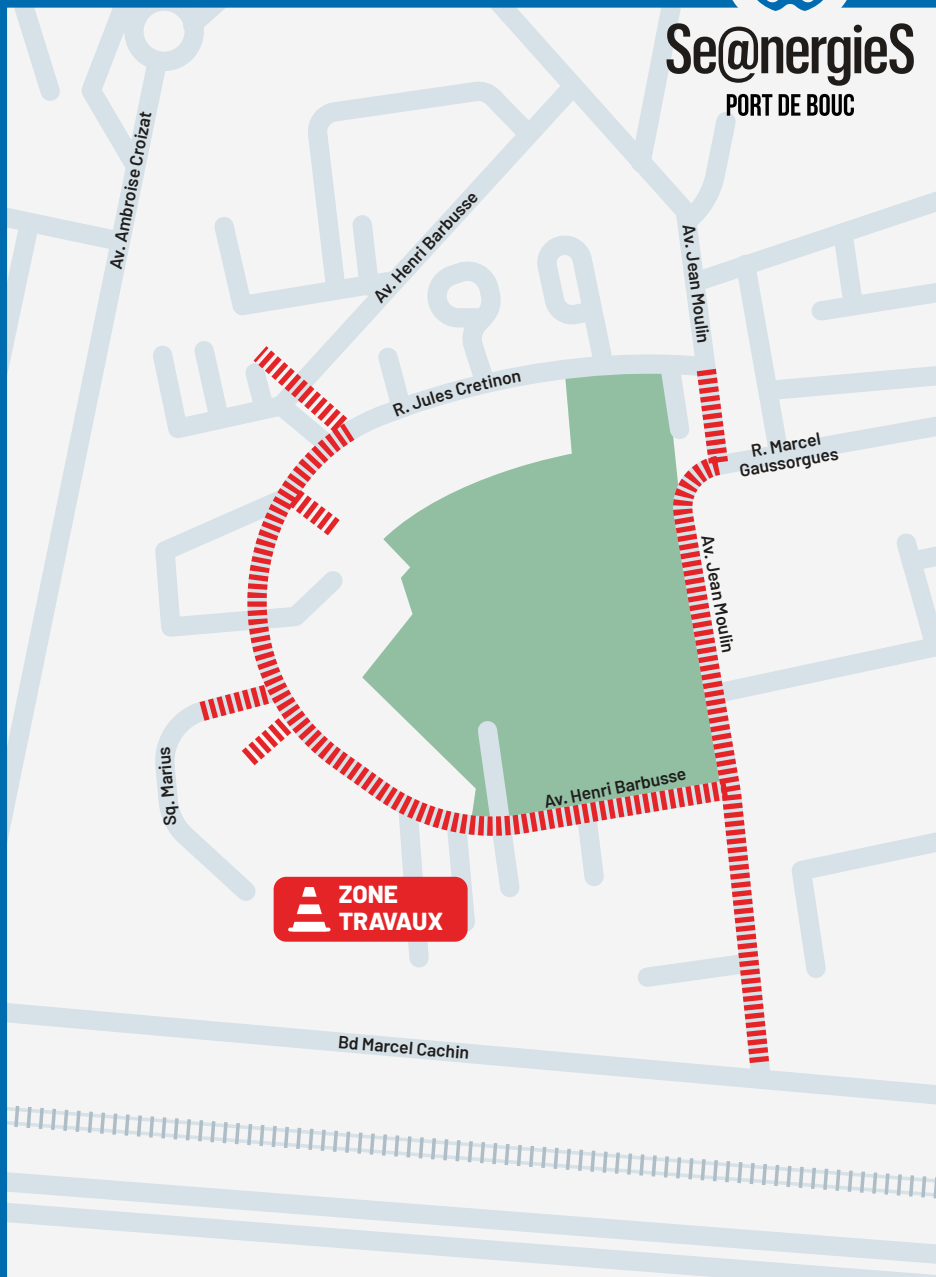 Se@nergieS
PORT DE BOUC
Av. Ambroise Croizat
Av. Henri Barbusse
Av. Jean Moulin
R. Jules Cretinon
R. Marcel
Gaussorgues
Av. Jean Moulin
Sq. Marius
Av. Henri Barbusse
ZONE
TRAVAUX
Bd Marcel Cachin